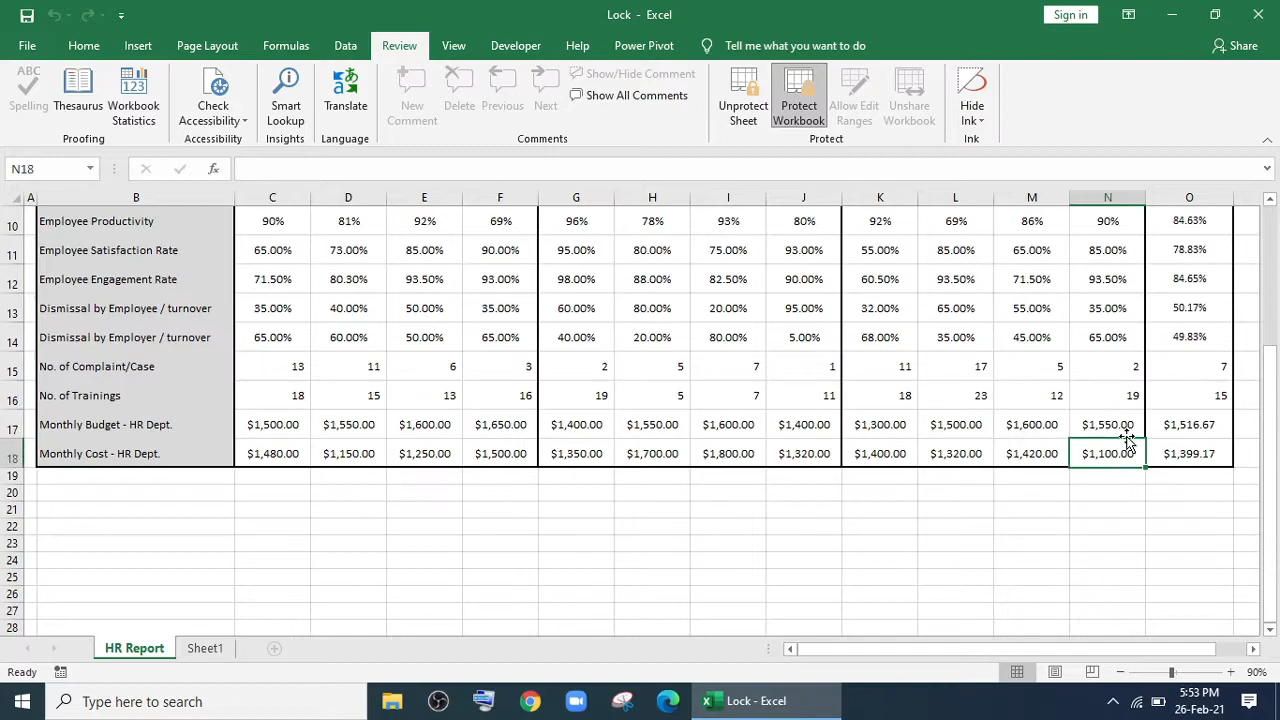 Lock - Excel
Sign in
File Home Insert Page Layout Formulas Data Review View Developer Help Power Pivot Tell me what you want to do Share
ABC
Spelling
Thesaurus
Workbook
Statistics
Proofing
Check
Accessibility
Accessibility
Smart
Lookup
Insights
Translate
Language
New
Comment
Delete
Previous
Next
Show/Hide Comment
Show All Comments
Comments
Unprotect
Sheet
Protect
Workbook
Allow Edit
Ranges
Unshare
Workbook
Protect
Hide
Ink
Ink
N18
fx
A B C D E F G H I J K L M N O
10 Employee Productivity 90% 81% 92% 69% 96% 78% 93% 80% 92% 69% 86% 90% 84.63%
11 Employee Satisfaction Rate 65.00% 73.00% 85.00% 90.00% 95.00% 80.00% 75.00% 93.00% 55.00% 85.00% 65.00% 85.00% 78.83%
12 Employee Engagement Rate 71.50% 80.30% 93.50% 93.00% 98.00% 88.00% 82.50% 90.00% 60.50% 93.50% 71.50% 93.50% 84.65%
13 Dismissal by Employee / turnover 35.00% 40.00% 50.00% 35.00% 60.00% 80.00% 20.00% 95.00% 32.00% 65.00% 55.00% 35.00% 50.17%
14 Dismissal by Employer / turnover 65.00% 60.00% 50.00% 65.00% 40.00% 20.00% 80.00% 5.00% 68.00% 35.00% 45.00% 65.00% 49.83%
15 No. of Complaint/Case 13 11 6 3 2 5 7 1 11 17 5 2 7
16 No. of Trainings 18 15 13 16 19 5 7 11 18 23 12 19 15
17 Monthly Budget - HR Dept. $1,500.00 $1,550.00 $1,600.00 $1,650.00 $1,400.00 $1,550.00 $1,600.00 $1,400.00 $1,300.00 $1,500.00 $1,600.00 $1,550.00 $1,516.67
18 Monthly Cost - HR Dept. $1,480.00 $1,150.00 $1,250.00 $1,500.00 $1,350.00 $1,700.00 $1,800.00 $1,320.00 $1,400.00 $1,320.00 $1,420.00 $1,100.00 $1,399.17
19
20
21
22
23
24
25
26
27
28
HR Report Sheet1
Ready
90%
Type here to search
Lock - Excel
5:53 PM
26-Feb-21